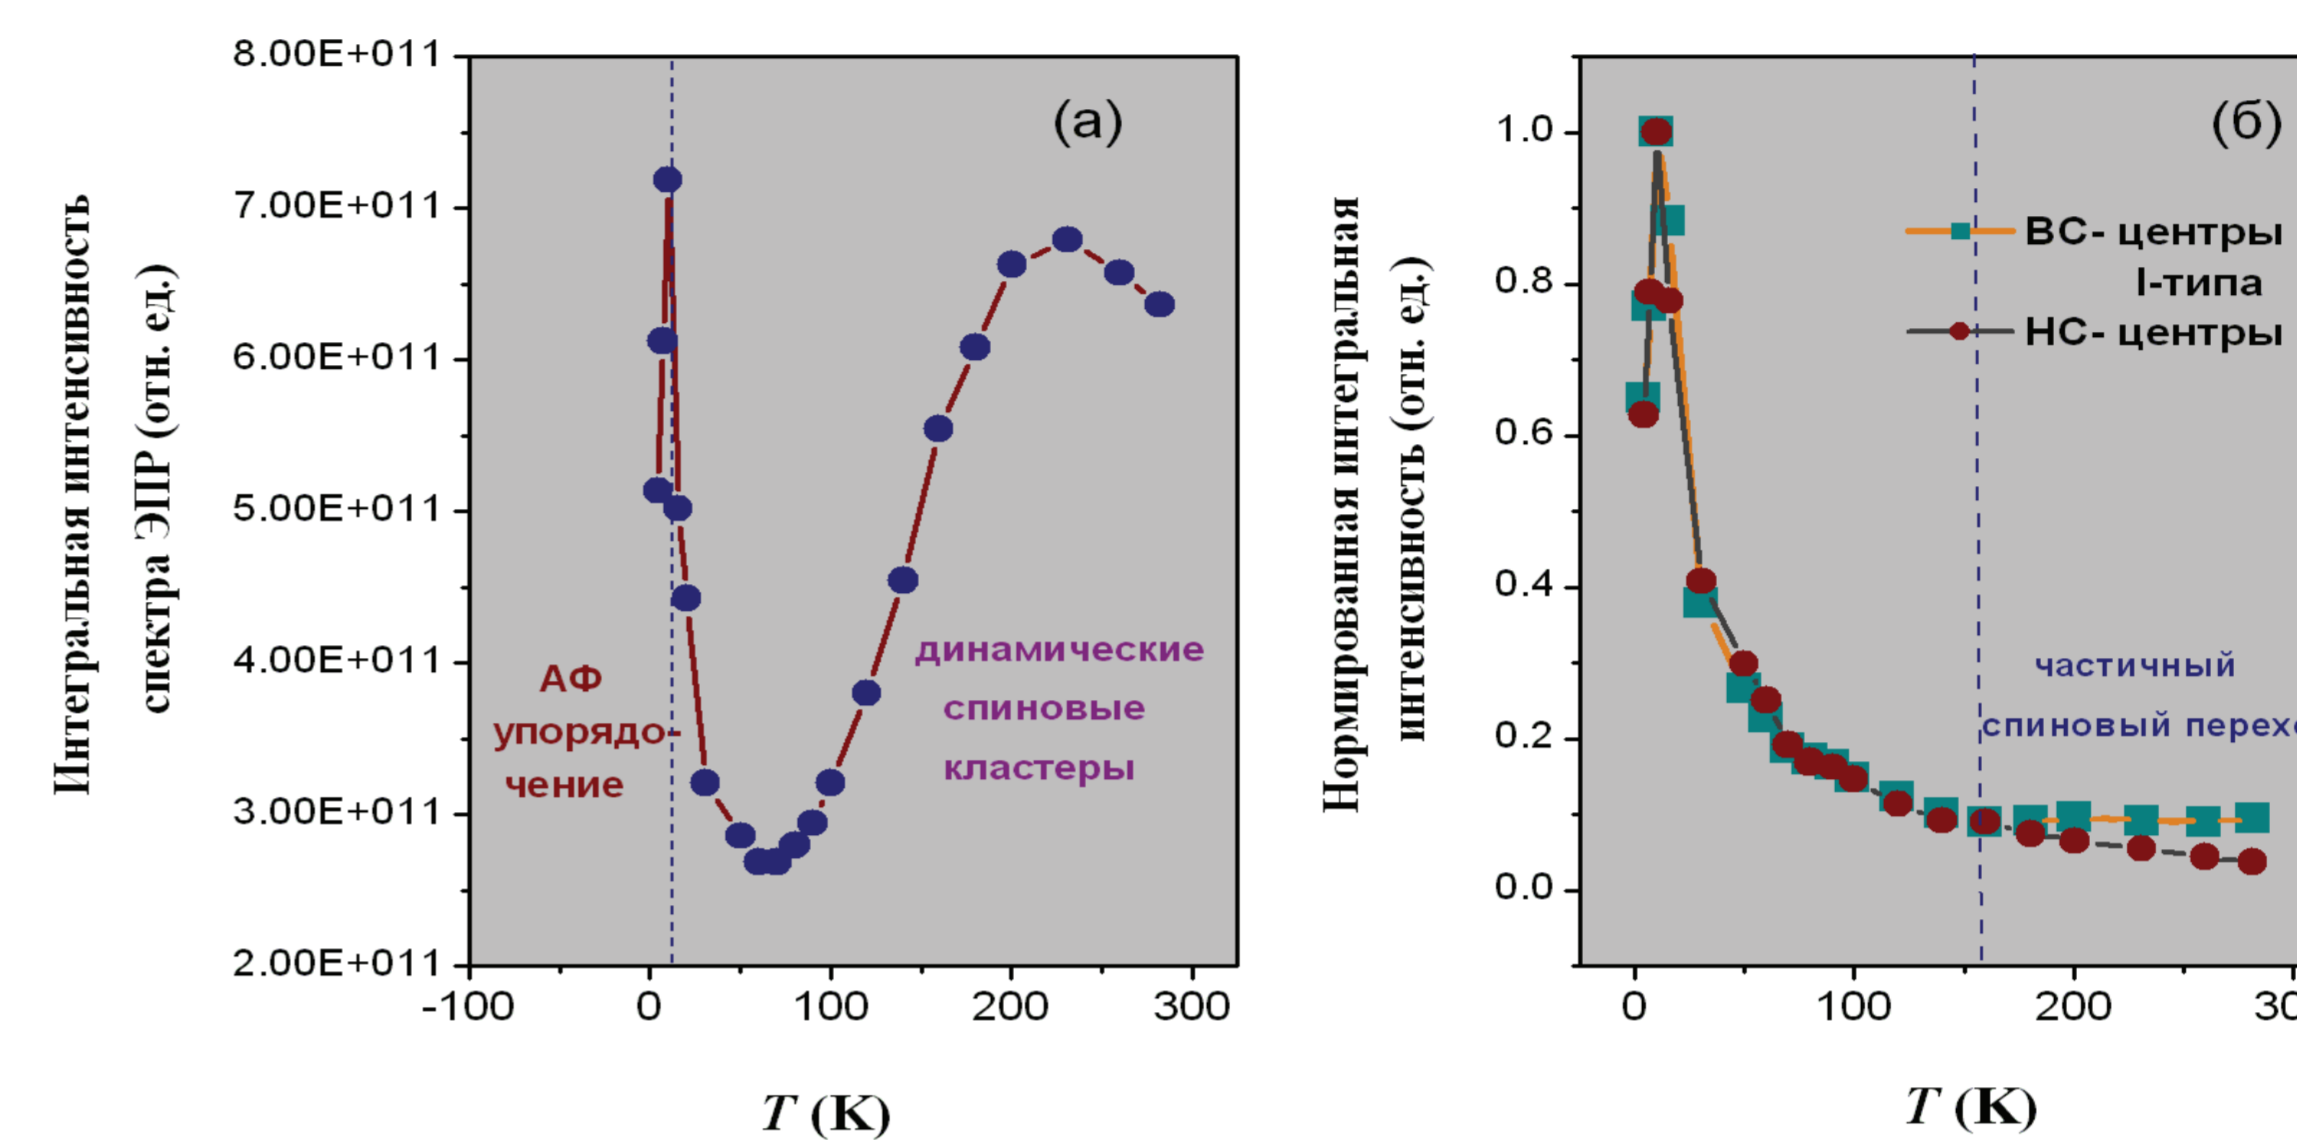 Интегральная интенсивность
спектра ЭПР (отн. ед.)
8.00E+011
7.00E+011
6.00E+011
5.00E+011
4.00E+011
3.00E+011
2.00E+011
(а)
АФ
упорядо-
чение
динамические
спиновые
кластеры
-100 0 100 200 300
T (K)
Нормированная интегральная
интенсивность (отн. ед.)
1.0
0.8
0.6
0.4
0.2
0.0
(б)
ВС- центры
I-типа
НС- центры
частичный
спиновый
0 100 200
T (K)